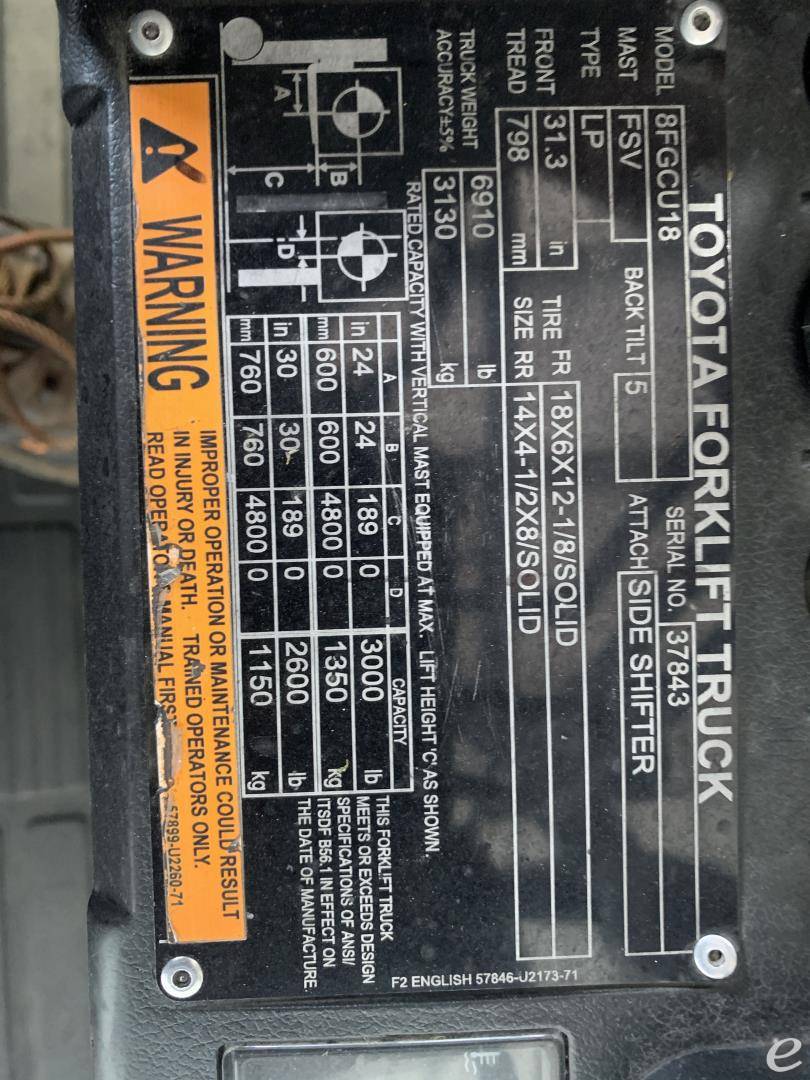 TOYOTA FORKLIFT TRUCK
MODEL 8FGCU18 SERIAL NO. 37843
MAST FSV BACK TILT 5 ATTACH SIDE SHIFTER
TYPE LP
FRONT 31.3 in TIRE FR 18X6X12-1/8/SOLID
TREAD 798 mm SIZE RR 14X4-1/2X8/SOLID
TRUCK WEIGHT 6910 lb
ACCURACY±5% 3130 kg
RATED CAPACITY WITH VERTICAL MAST EQUIPPED AT MAX. LIFT HEIGHT 'C' AS SHOWN.
A B C D
A B C D CAPACITY
in 24 24 189 0 3000 lb
mm 600 600 4800 0 1350 kg
in 30 30 189 0 2600 lb
mm 760 760 4800 0 1150 kg
THIS FORKLIFT TRUCK
MEETS OR EXCEEDS DESIGN
SPECIFICATIONS OF ANSI/
ITSDF B56.1 IN EFFECT ON
THE DATE OF MANUFACTURE
F2 ENGLISH 57846-U2173-71
WARNING
IMPROPER OPERATION OR MAINTENANCE COULD RESULT
IN INJURY OR DEATH. TRAINED OPERATORS ONLY.
READ OPERATOR'S MANUAL FIRST
57899-U2260-71
e